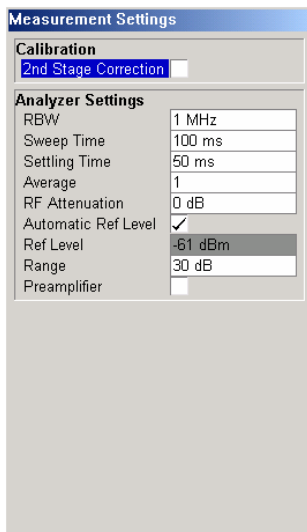 Measurement Settings
Calibration
2nd Stage Correction
Analyzer Settings
RBW 1 MHz
Sweep Time 100 ms
Settling Time 50 ms
Average 1
RF Attenuation 0 dB
Automatic Ref Level
Ref Level -61 dBm
Range 30 dB
Preamplifier